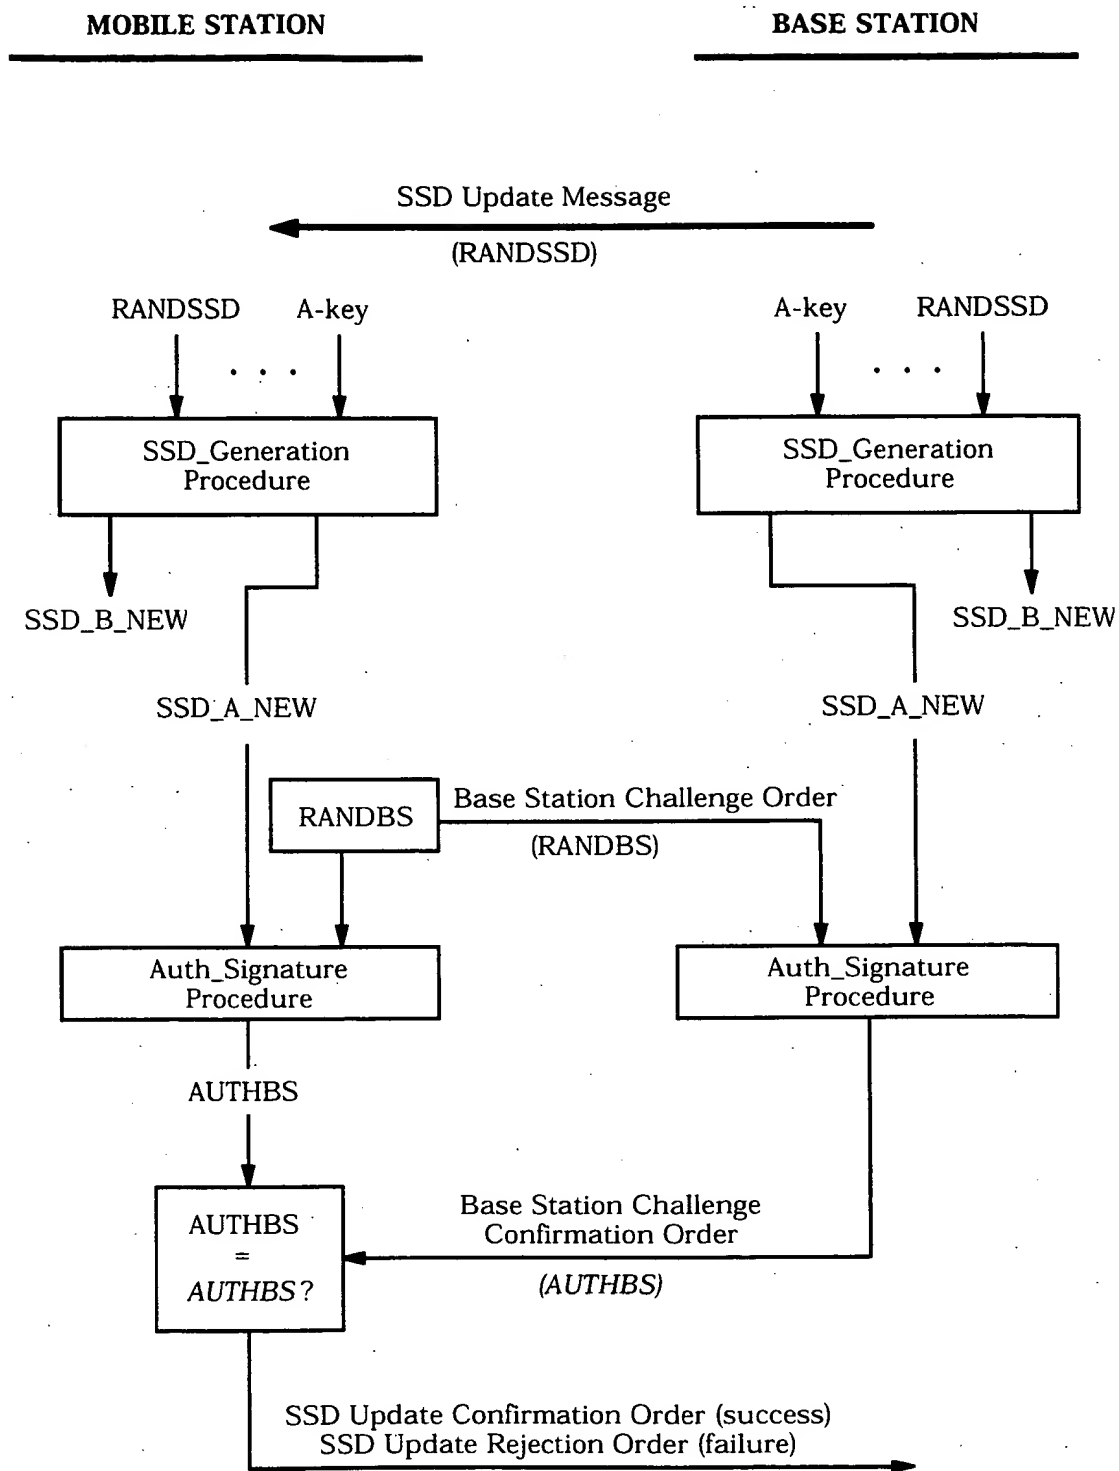 MOBILE STATION
BASE STATION
SSD Update Message
(RANDSSD)
RANDSSD
A-key
A-key
RANDSSD
. . .
. . .
SSD_Generation
Procedure
SSD_Generation
Procedure
SSD_B_NEW
SSD_B_NEW
SSD_A_NEW
SSD_A_NEW
RANDBS
Base Station Challenge Order
(RANDBS)
Auth_Signature
Procedure
Auth_Signature
Procedure
AUTHBS
AUTHBS
=
AUTHBS?
Base Station Challenge
Confirmation Order
(AUTHBS)
SSD Update Confirmation Order (success)
SSD Update Rejection Order (failure)